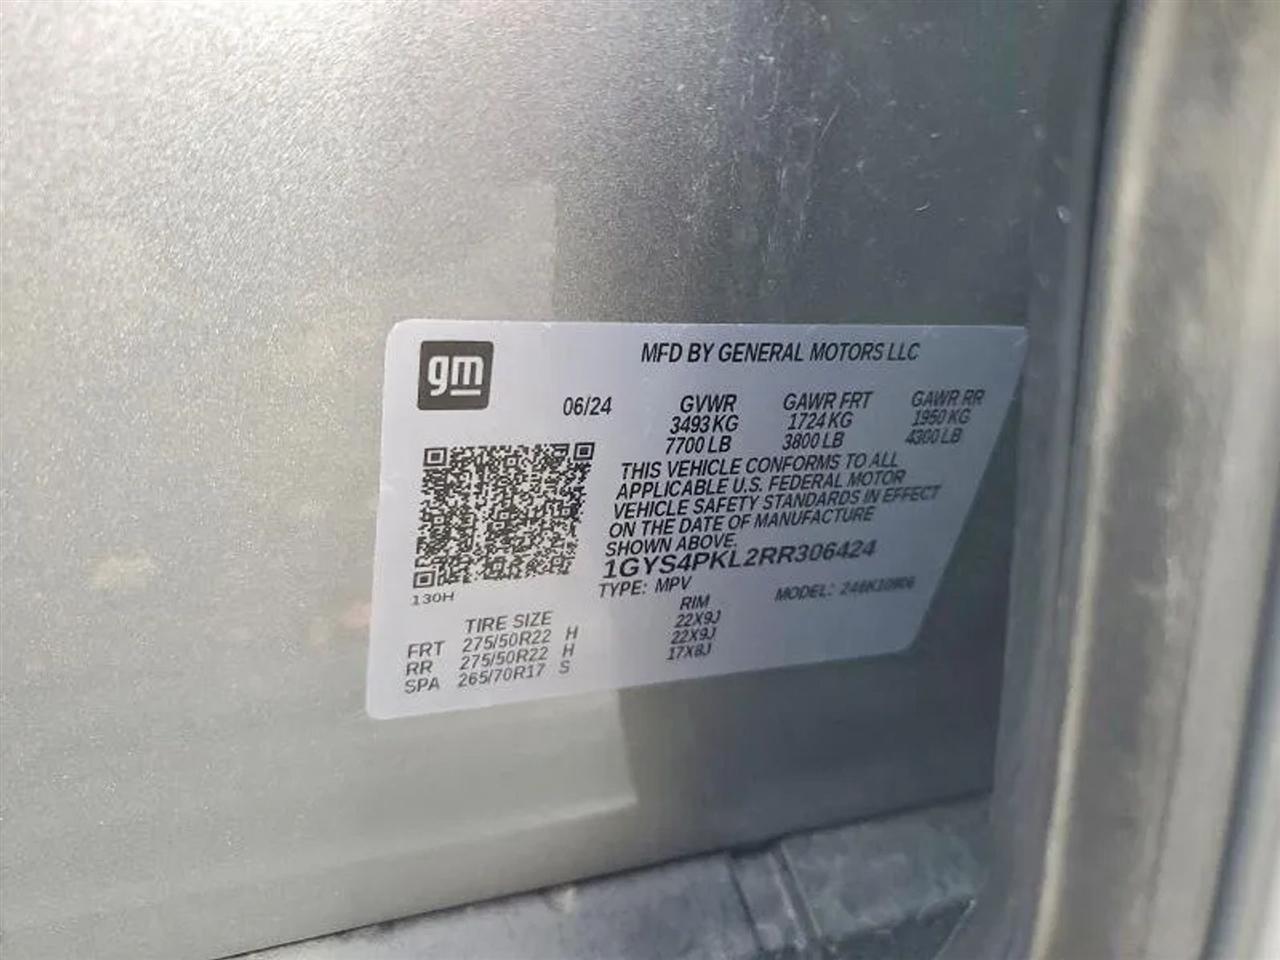 gm
MFD BY GENERAL MOTORS LLC
06/24 GVWR GAWR FRT GAWR RR
3493 KG 1724 KG 1950 KG
7700 LB 3800 LB 4300 LB
THIS VEHICLE CONFORMS TO ALL
APPLICABLE U.S. FEDERAL MOTOR
VEHICLE SAFETY STANDARDS IN EFFECT
ON THE DATE OF MANUFACTURE
SHOWN ABOVE.
1GYS4PKL2RR306424
TYPE: MPV MODEL:
130H
TIRE SIZE RIM
FRT 275/50R22 H 22X9J
RR 275/50R22 H 22X9J
SPA 265/70R17 S 17X8J